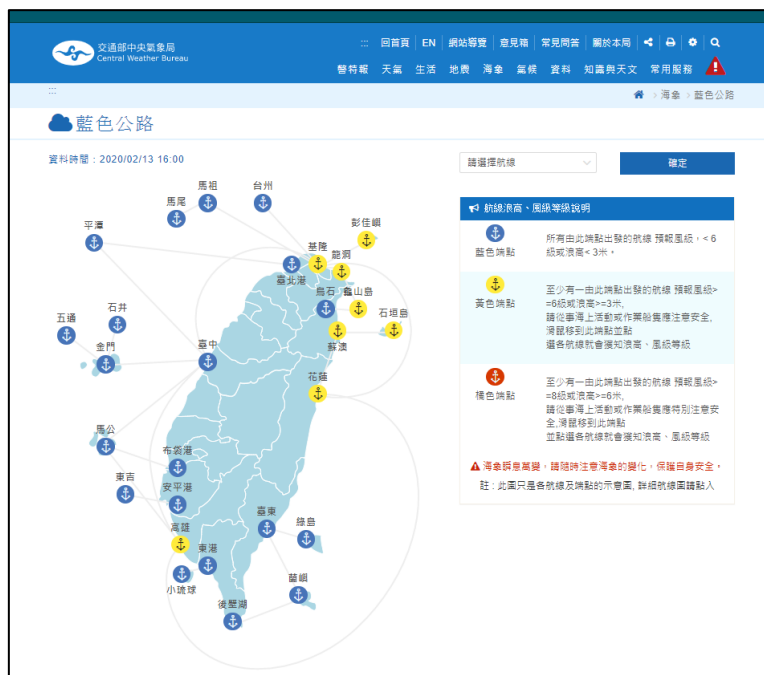 交通部中央氣象局
Central Weather Bureau
::: 回首頁 EN 網站導覽 意見箱 常見問答 關於本局
警特報 天氣 生活 地震 海象 氣候 資料 知識與天文 常用服務
::: > 海象 > 藍色公路
藍色公路
資料時間：2020/02/13 16:00
請選擇航線
確定
馬祖
台州
馬尾
彭佳嶼
平潭
基隆
龍洞
臺北港
烏石
龜山島
石垣島
石井
五通
蘇澳
金門
臺中
花蓮
馬公
布袋港
東吉
安平港
高雄
臺東
綠島
東港
小琉球
蘭嶼
後壁湖
航線浪高、風級等級說明
藍色端點
所有由此端點出發的航線 預報風級，< 6
級或浪高< 3米。
黃色端點
至少有一由此端點出發的航線 預報風級>
=6級或浪高>=3米,
請從事海上活動或作業船隻應注意安全,
滑鼠移到此端點並點
選各航線就會獲知浪高、風級等級
橘色端點
至少有一由此端點出發的航線 預報風級>
=8級或浪高>=6米,
請從事海上活動或作業船隻應特別注意安
全,滑鼠移到此端點
並點選各航線就會獲知浪高、風級等級
海象瞬息萬變，請隨時注意海象的變化，保護自身安全。
註：此圖只是各航線及端點的示意圖, 詳細航線圖請點入